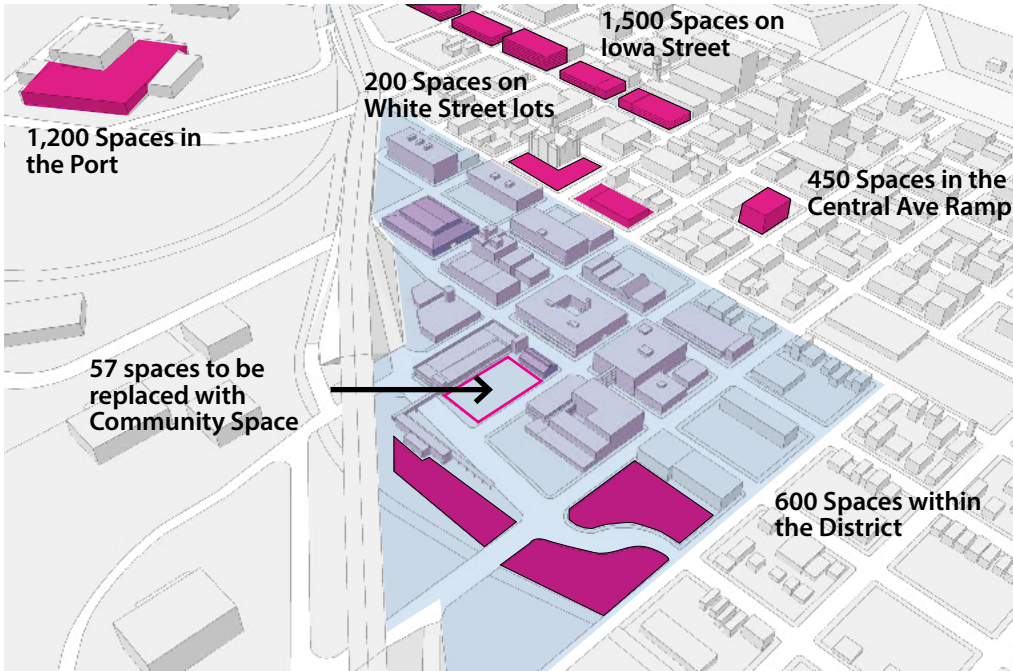 1,500 Spaces on
Iowa Street
200 Spaces on
White Street lots
1,200 Spaces in
the Port
450 Spaces in the
Central Ave Ramp
57 spaces to be
replaced with
Community Space
600 Spaces within
the District